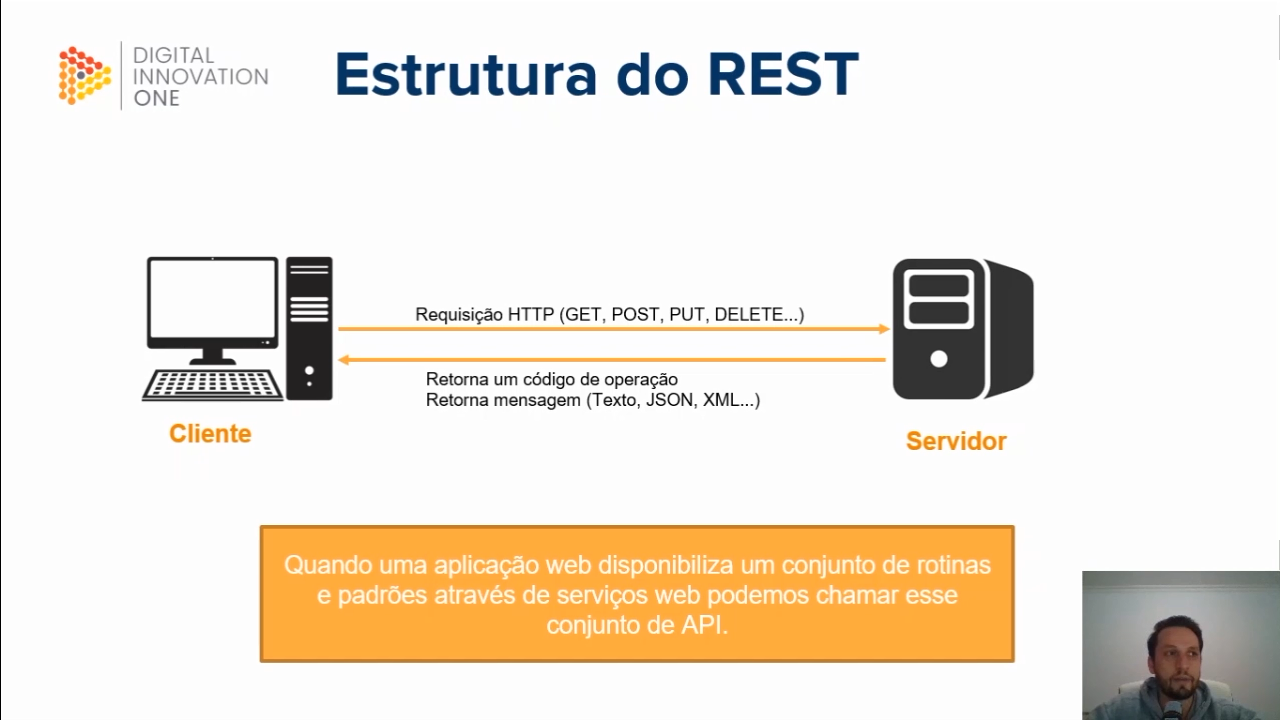 DIGITAL
INNOVATION
ONE
Estrutura do REST
Requisição HTTP (GET, POST, PUT, DELETE...)
Retorna um código de operação
Retorna mensagem (Texto, JSON, XML...)
Cliente
Servidor
Quando uma aplicação web disponibiliza um conjunto de rotinas
e padrões através de serviços web podemos chamar esse
conjunto de API.